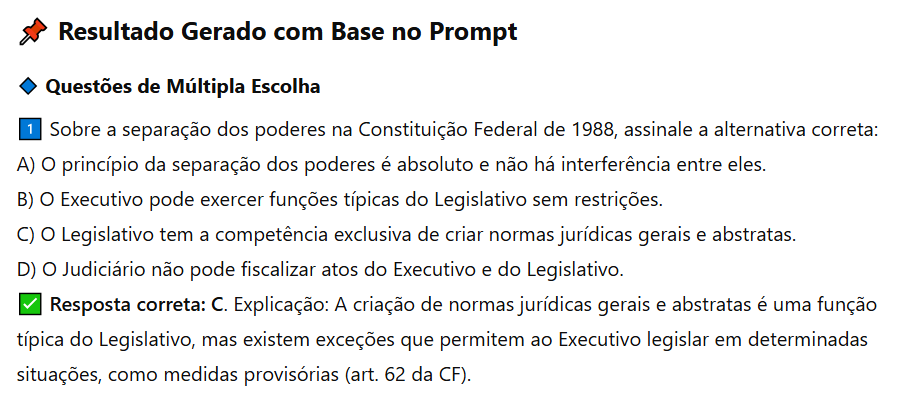 📌 Resultado Gerado com Base no Prompt
🔷 Questões de Múltipla Escolha
1️⃣ Sobre a separação dos poderes na Constituição Federal de 1988, assinale a alternativa correta:
A) O princípio da separação dos poderes é absoluto e não há interferência entre eles.
B) O Executivo pode exercer funções típicas do Legislativo sem restrições.
C) O Legislativo tem a competência exclusiva de criar normas jurídicas gerais e abstratas.
D) O Judiciário não pode fiscalizar atos do Executivo e do Legislativo.
✅ Resposta correta: C. Explicação: A criação de normas jurídicas gerais e abstratas é uma função
típica do Legislativo, mas existem exceções que permitem ao Executivo legislar em determinadas
situações, como medidas provisórias (art. 62 da CF).